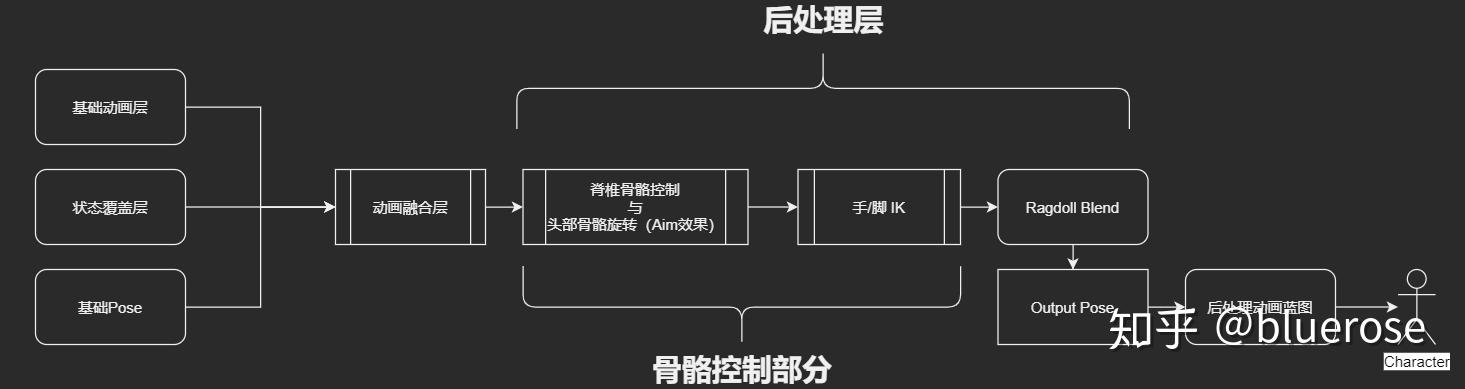 后处理层
基础动画层
状态覆盖层
基础Pose
动画融合层
脊椎骨骼控制
与
头部骨骼旋转（Aim效果）
手/脚 IK
Ragdoll Blend
Output Pose
后处理动画蓝图
Character
骨骼控制部分
知乎 @bluerose